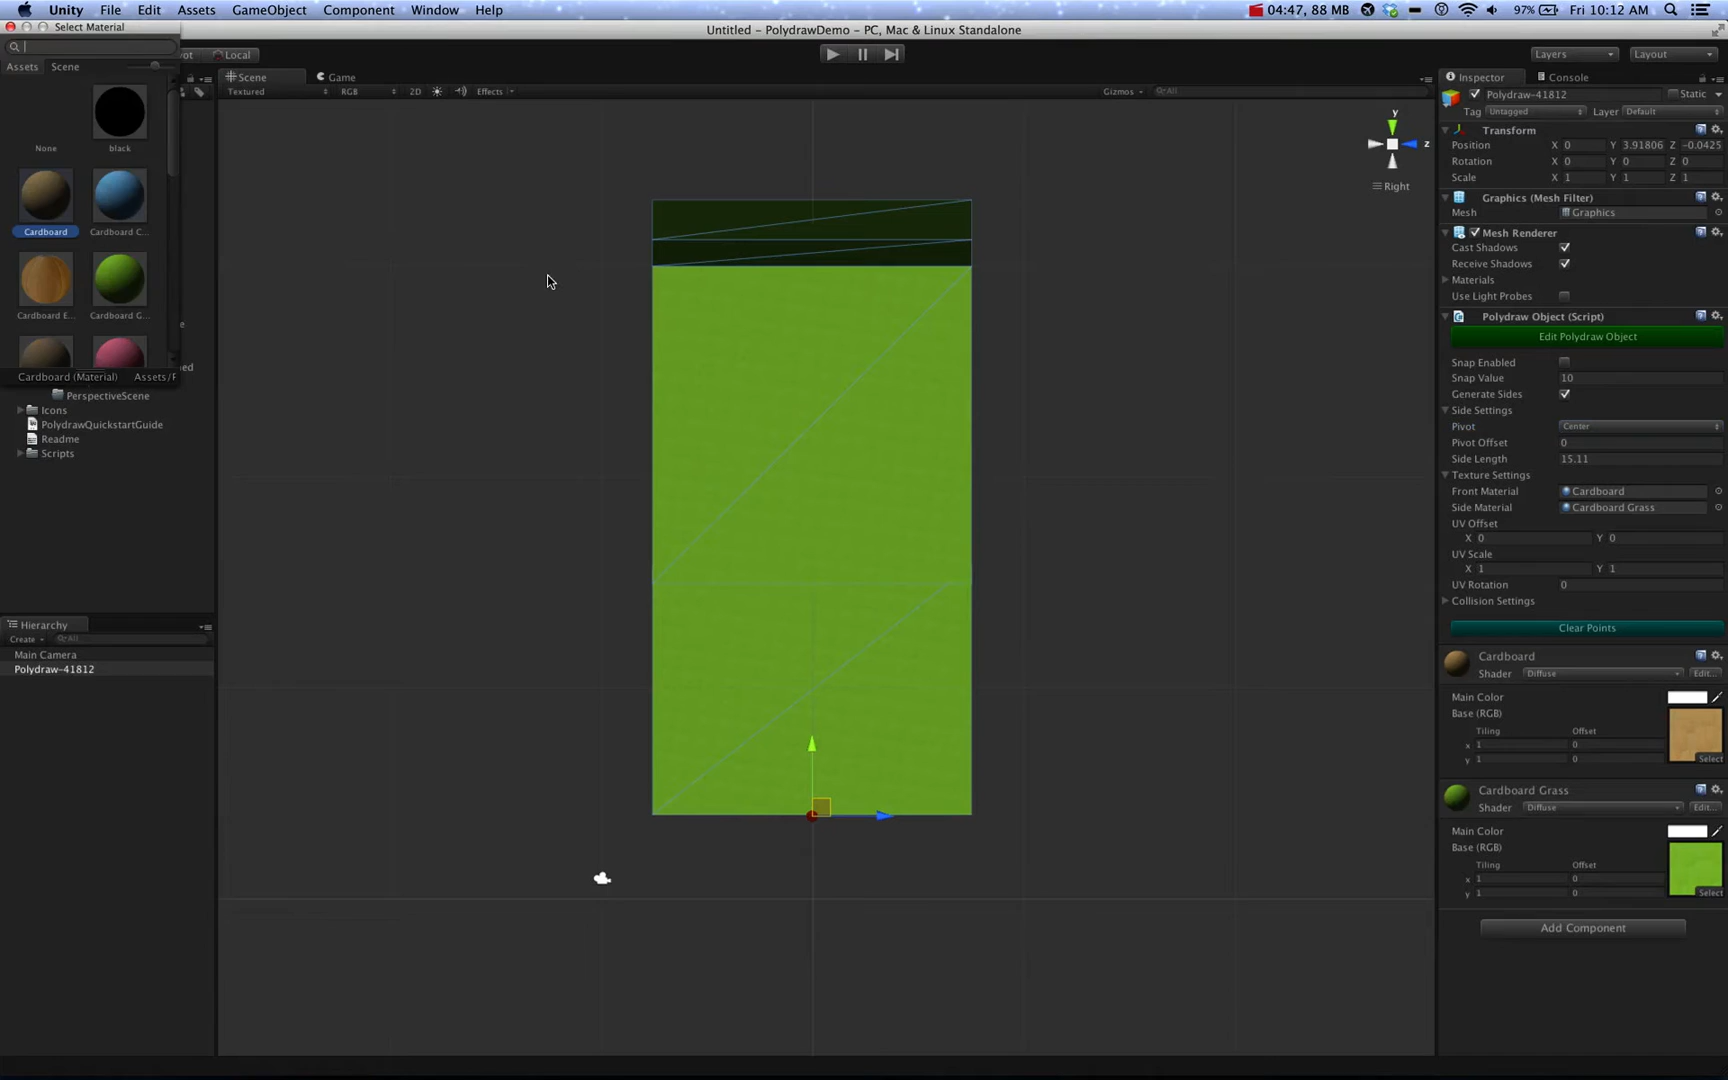 Unity File Edit Assets GameObject Component Window Help 04:47, 88 MB 97% Fri 10:12 AM
Select Material Untitled - PolydrawDemo - PC, Mac & Linux Standalone
Local Layers Layout
Assets Scene
Scene Game
Textured RGB 2D Effects Gizmos All
None black
Cardboard Cardboard C...
Cardboard E... Cardboard G...
Cardboard (Material) Assets/
PerspectiveScene
Icons
PolydrawQuickstartGuide
Readme
Scripts
y
z
Right
Hierarchy
Create All
Main Camera
Polydraw-41812
Inspector Console
Polydraw-41812 Static
Tag Untagged Layer Default
Transform
Position X 0 Y 3.91806 Z -0.0425
Rotation X 0 Y 0 Z 0
Scale X 1 Y 1 Z 1
Graphics (Mesh Filter)
Mesh Graphics
Mesh Renderer
Cast Shadows
Receive Shadows
Materials
Use Light Probes
Polydraw Object (Script)
Edit Polydraw Object
Snap Enabled
Snap Value 10
Generate Sides
Side Settings
Pivot Center
Pivot Offset 0
Side Length 15.11
Texture Settings
Front Material Cardboard
Side Material Cardboard Grass
UV Offset
X 0 Y 0
UV Scale
X 1 Y 1
UV Rotation 0
Collision Settings
Clear Points
Cardboard
Shader Diffuse Edit...
Main Color
Base (RGB)
Tiling Offset
x 1 0
y 1 0
Select
Cardboard Grass
Shader Diffuse Edit...
Main Color
Base (RGB)
Tiling Offset
x 1 0
y 1 0
Select
Add Component